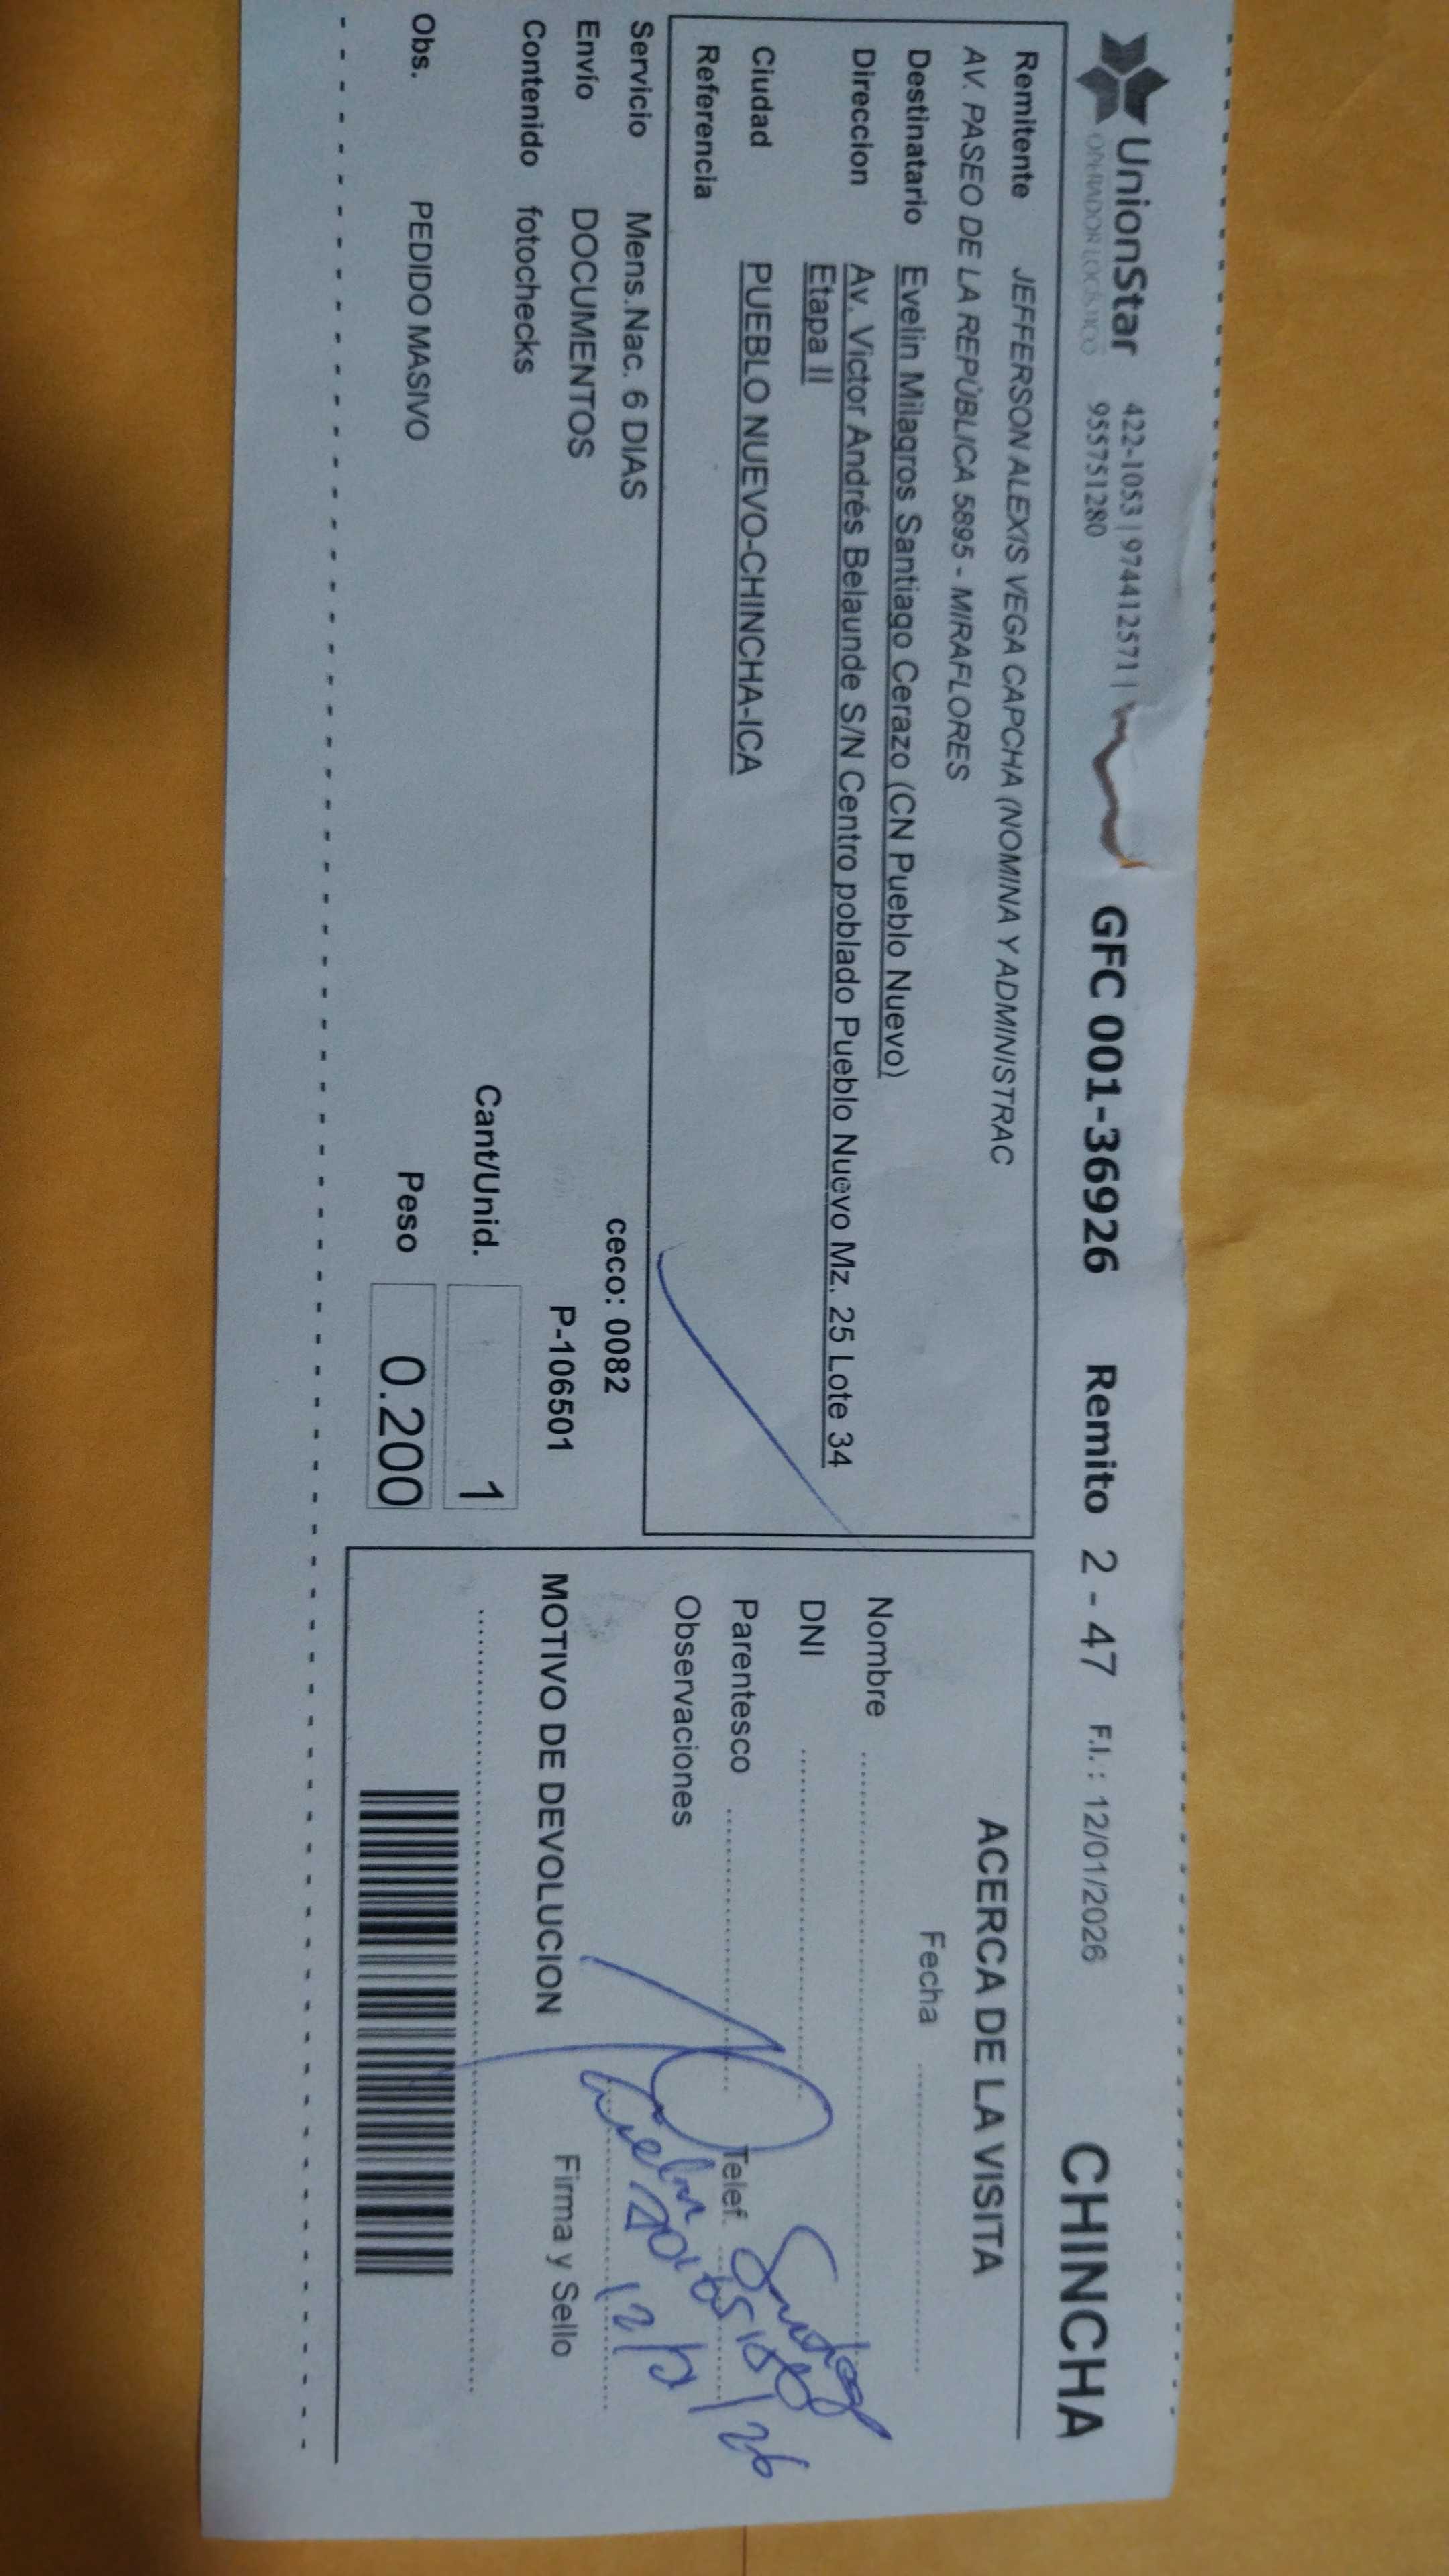 UnionStar
OPERADOR LOGISTICO
422-1053 | 974412571 |
955751280
GFC 001-36926
Remito 2 - 47
F.I. : 12/01/2026
CHINCHA
Remitente JEFFERSON ALEXIS VEGA CAPCHA (NOMINA Y ADMINISTRAC
AV. PASEO DE LA REPÚBLICA 5895 - MIRAFLORES
Destinatario Evelin Milagros Santiago Cerazo (CN Pueblo Nuevo)
Direccion Av. Victor Andrés Belaunde S/N Centro poblado Pueblo Nuevo Mz. 25 Lote 34
Etapa II
Ciudad PUEBLO NUEVO-CHINCHA-ICA
Referencia
Servicio Mens.Nac. 6 DIAS
ceco: 0082
Envío DOCUMENTOS
P-106501
Contenido fotochecks
Cant/Unid. 1
Obs. PEDIDO MASIVO
Peso 0.200
ACERCA DE LA VISITA
Fecha
Nombre
DNI
Parentesco
Telef.
Observaciones
Firma y Sello
MOTIVO DE DEVOLUCION